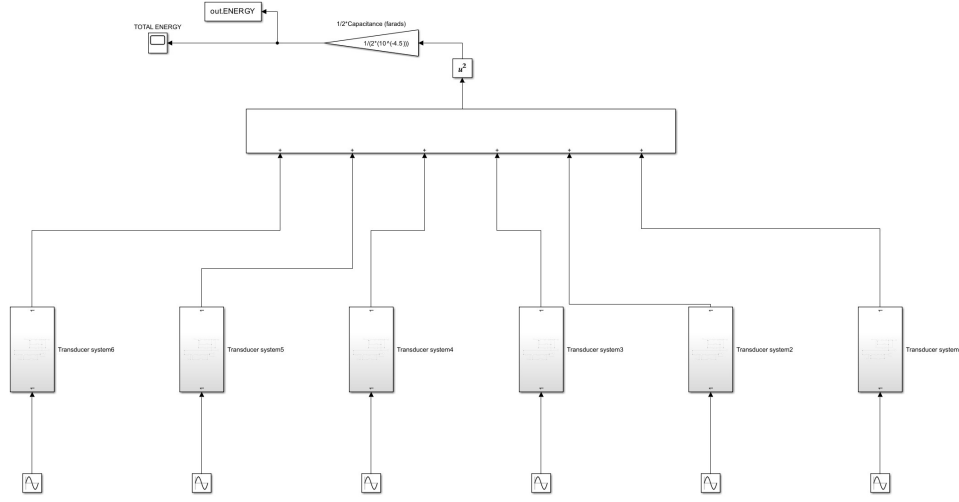 out.ENERGY
TOTAL ENERGY
1/2*Capacitance (farads)
1/(2*(10^(-4.5)))
u²
+ + + + + +
Transducer system6
Transducer system5
Transducer system4
Transducer system3
Transducer system2
Transducer system